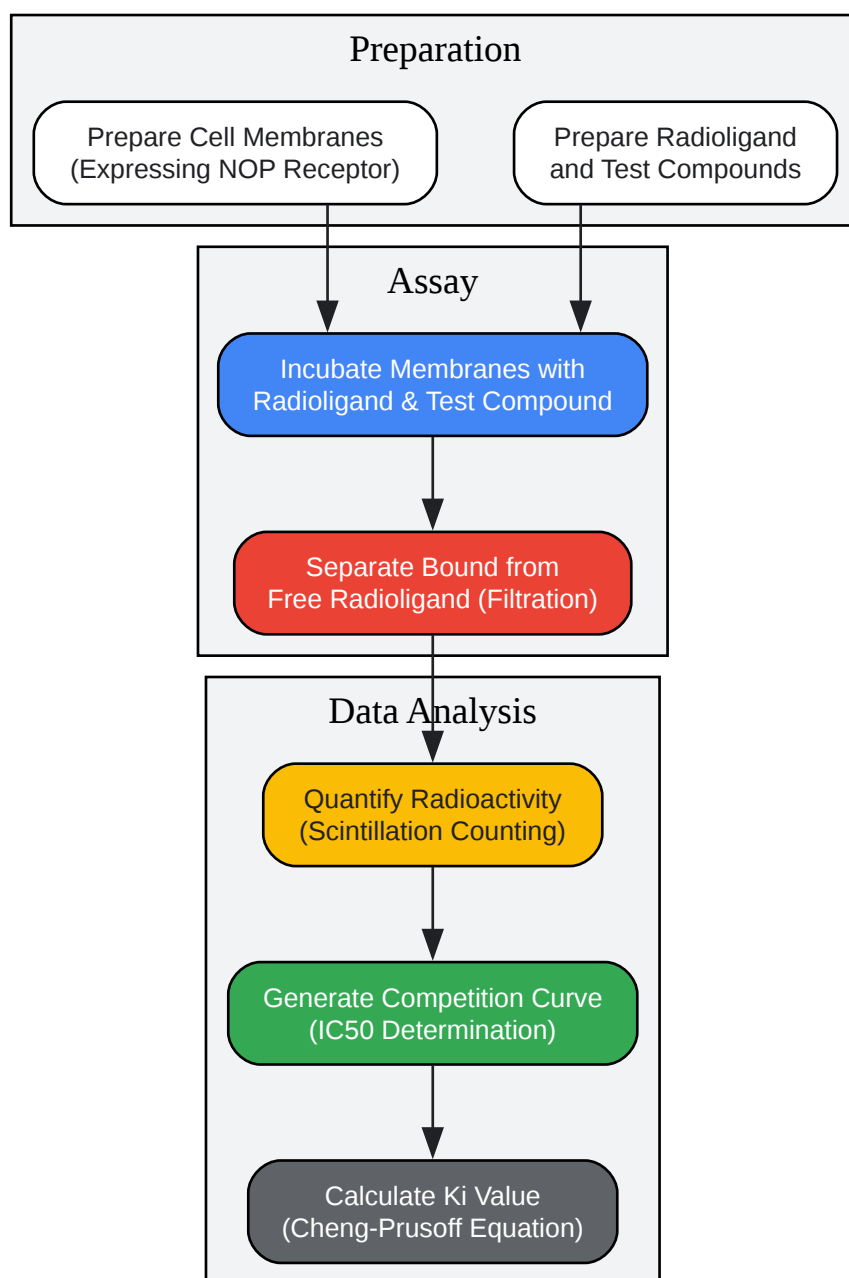 Preparation
Prepare Cell Membranes
(Expressing NOP Receptor)
Prepare Radioligand
and Test Compounds
Assay
Incubate Membranes with
Radioligand & Test Compound
Separate Bound from
Free Radioligand (Filtration)
Data Analysis
Quantify Radioactivity
(Scintillation Counting)
Generate Competition Curve
(IC50 Determination)
Calculate Ki Value
(Cheng-Prusoff Equation)